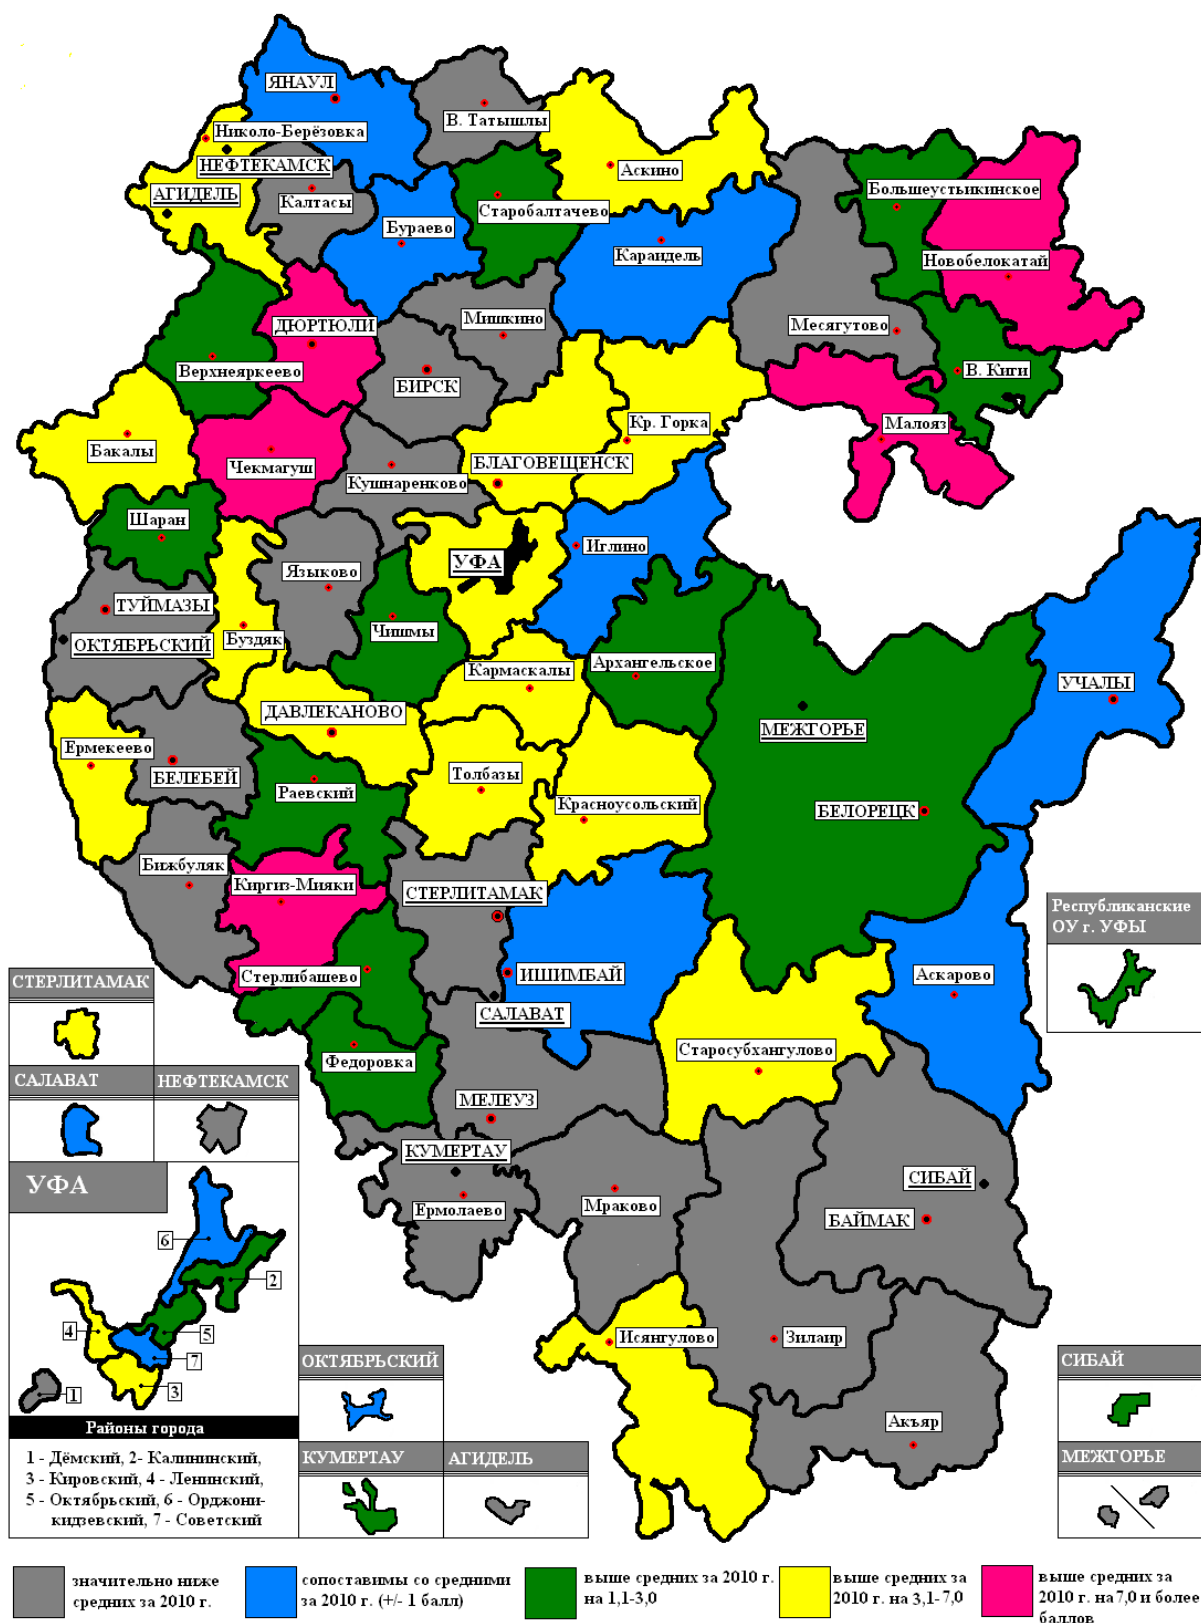 ЯНАУЛ
В. Татышлы
Николо-Берёзовка
НЕФТЕКАМСК
Аскино
АГИДЕЛЬ
Калтасы
Большеустьикинское
Старобалтачево
Бураево
Караидель
Новобелокатай
Мишкино
Месягутово
ДЮРТЮЛИ
Верхнеяркеево
В. Киги
БИРСК
Кр. Горка
Малояз
Бакалы
Чекмагуш
БЛАГОВЕЩЕНСК
Кушнаренково
Шаран
Иглино
УФА
Языково
ТУЙМАЗЫ
Чишмы
ОКТЯБРЬСКИЙ
Буздяк
Архангельское
Кармаскалы
УЧАЛЫ
ДАВЛЕКАНОВО
МЕЖГОРЬЕ
Ермекеево
БЕЛЕБЕЙ
Толбазы
Раевский
Красноусольский
БЕЛОРЕЦК
Бижбуляк
Киргиз-Мияки
СТЕРЛИТАМАК
Республиканские
ОУ г. УФЫ
Стерлибашево
ИШИМБАЙ
Аскарово
СТЕРЛИТАМАК
САЛАВАТ
Федоровка
Старосубхангулово
САЛАВАТ
НЕФТЕКАМСК
МЕЛЕУЗ
КУМЕРТАУ
УФА
СИБАЙ
Ермолаево
Мраково
БАЙМАК
6
2
4
5
7
3
1
Исянгулово
Зилаир
ОКТЯБРЬСКИЙ
СИБАЙ
Акъяр
Районы города
1 - Дёмский, 2- Калининский,
3 - Кировский, 4 - Ленинский,
5 - Октябрьский, 6 - Орджони-
кидзевский, 7 - Советский
КУМЕРТАУ
АГИДЕЛЬ
МЕЖГОРЬЕ
значительно ниже
средних за 2010 г.
сопоставимы со средними
за 2010 г. (+/- 1 балл)
выше средних за 2010 г.
на 1,1-3,0
выше средних за
2010 г. на 3,1-7,0
выше средних за
2010 г. на 7,0 и более
баллов